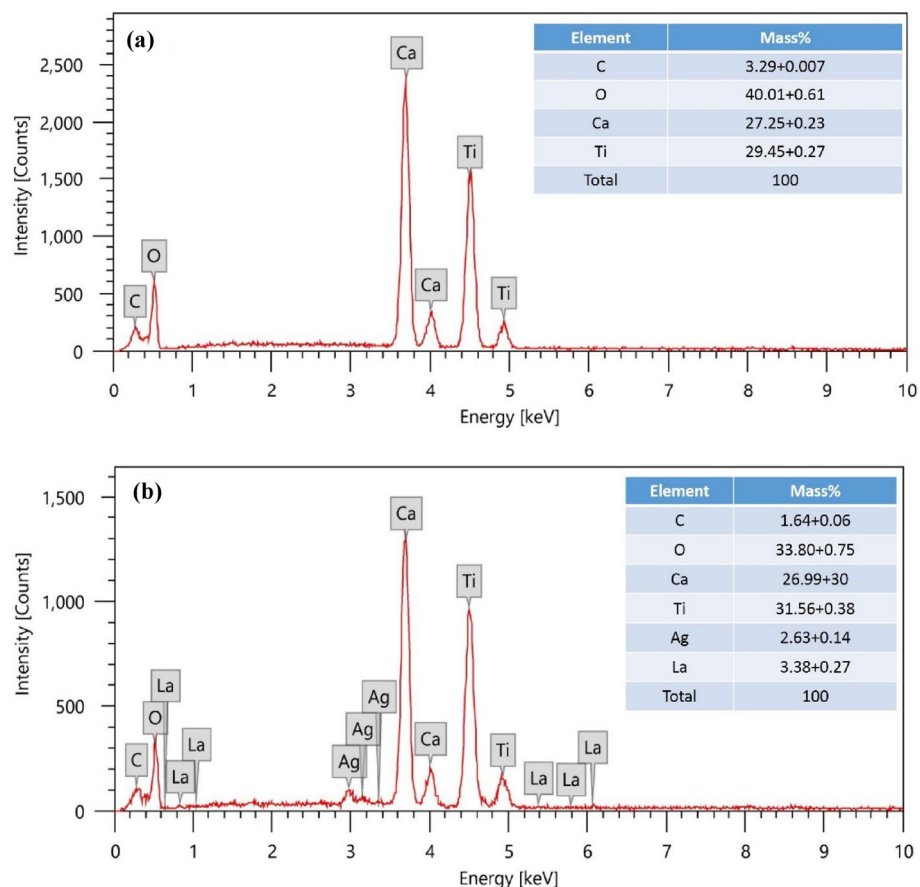 (a)
Element Mass%
C 3.29+0.007
O 40.01+0.61
Ca 27.25+0.23
Ti 29.45+0.27
Total 100
Intensity [Counts]
2,500
2,000
1,500
1,000
500
0
Ca
Ti
O
C
Ca
Ti
0 1 2 3 4 5 6 7 8 9 10
Energy [keV]
(b)
Element Mass%
C 1.64+0.06
O 33.80+0.75
Ca 26.99+30
Ti 31.56+0.38
Ag 2.63+0.14
La 3.38+0.27
Total 100
Intensity [Counts]
1,500
1,000
500
0
Ca
Ti
La
Ag
O
Ag
Ca
La
C
La
La
Ag
Ti
La
La
0 1 2 3 4 5 6 7 8 9 10
Energy [keV]